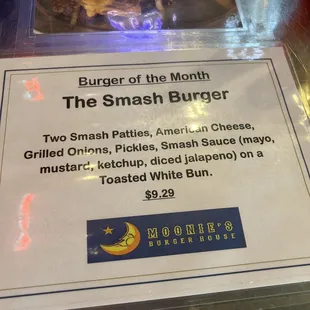 Burger of the Month
The Smash Burger
Two Smash Patties, American Cheese,
Grilled Onions, Pickles, Smash Sauce (mayo,
mustard, ketchup, diced jalapeno) on a
Toasted White Bun.
$9.29
MOONIE'S
BURGER HOUSE